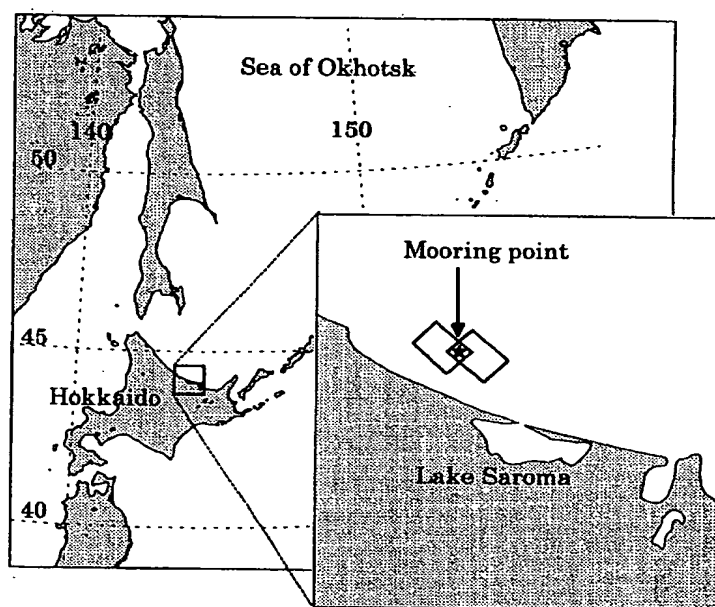 Sea of Okhotsk
140
150
50
Mooring point
45
Hokkaido
Lake Saroma
40